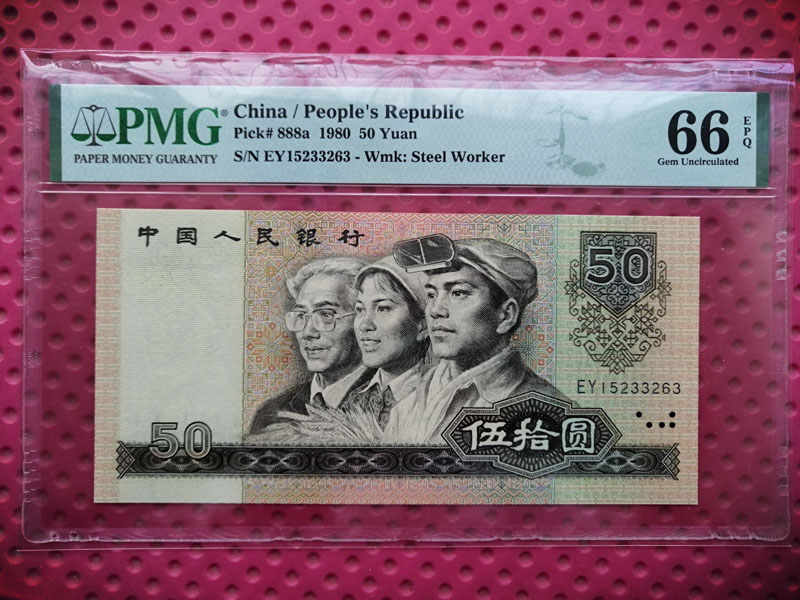 PMG®
PAPER MONEY GUARANTY
China / People's Republic
Pick# 888a 1980 50 Yuan
S/N EY15233263 - Wmk: Steel Worker
66
EPQ
Gem Uncirculated
中国人民银行
50
EY15233263
50
伍拾圆